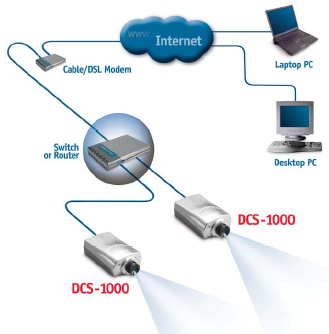 www. Internet
Laptop PC
Cable/DSL Modem
Desktop PC
Switch
or Router
DCS-1000
DCS-1000